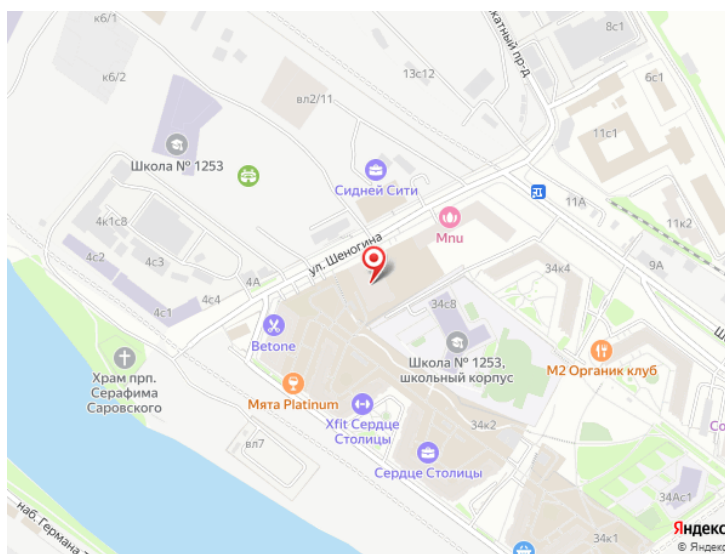 к6/1
к6/2
вл2/11
13с12
8с1
6с1
11с1
Школа № 1253
Сидней Сити
11А
11к2
4к1с8
4с2
4с3
4с1
4с4
4А
ул. Шеногина
Mnu
34к4
9А
34с8
Betone
Школа № 1253,
школьный корпус
М2 Органик клуб
Храм прп.
Серафима
Саровского
Мята Platinum
Xfit Сердце
Столицы
34к2
вл7
Сердце Столицы
34Ас1
34к1
наб. Германа
Яндекс
© Яндекс